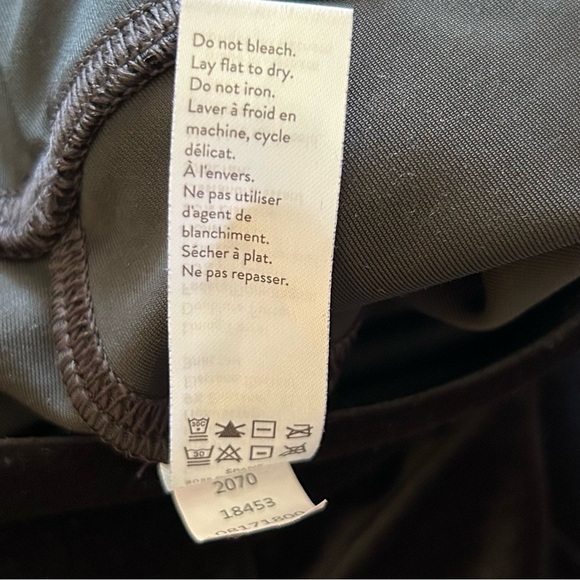 Do not bleach.
Lay flat to dry.
Do not iron.
Laver à froid en
machine, cycle
délicat.
À l'envers.
Ne pas utiliser
d'agent de
blanchiment.
Sécher à plat.
Ne pas repasser.
2070
18453